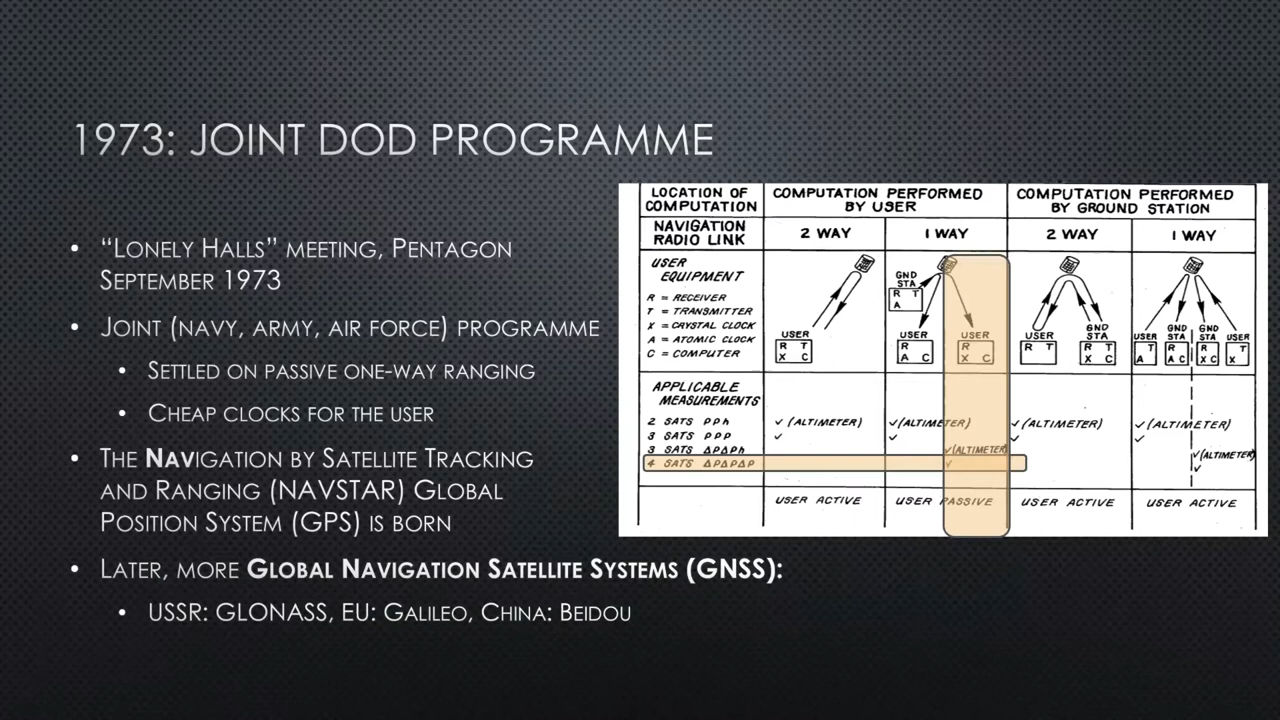 1973: JOINT DOD PROGRAMME
• “LONELY HALLS” MEETING, PENTAGON
SEPTEMBER 1973
• JOINT (NAVY, ARMY, AIR FORCE) PROGRAMME
• SETTLED ON PASSIVE ONE-WAY RANGING
• CHEAP CLOCKS FOR THE USER
• THE NAVIGATION BY SATELLITE TRACKING
AND RANGING (NAVSTAR) GLOBAL
POSITION SYSTEM (GPS) IS BORN
• LATER, MORE GLOBAL NAVIGATION SATELLITE SYSTEMS (GNSS):
• USSR: GLONASS, EU: GALILEO, CHINA: BEIDOU
LOCATION OF COMPUTATION
COMPUTATION PERFORMED BY USER
COMPUTATION PERFORMED BY GROUND STATION
NAVIGATION RADIO LINK
2 WAY
1 WAY
2 WAY
1 WAY
USER EQUIPMENT
R = RECEIVER
T = TRANSMITTER
X = CRYSTAL CLOCK
A = ATOMIC CLOCK
C = COMPUTER
USER
R T
X C
GND STA
R T
A
USER
R
A C
USER
R
X C
USER
R T
GND STA
R T
X C
USER
T
A
GND STA
R
A C
GND STA
R
X C
USER
T
X
APPLICABLE MEASUREMENTS
2 SATS ρρh ✓(ALTIMETER) ✓(ALTIMETER) ✓(ALTIMETER) ✓(ALTIMETER)
3 SATS ρρρ ✓ ✓ ✓ ✓
3 SATS ΔρΔρh ✓(ALTIMETER) ✓(ALTIMETER)
4 SATS ΔρΔρΔρ ✓ ✓
USER ACTIVE USER PASSIVE USER ACTIVE USER ACTIVE